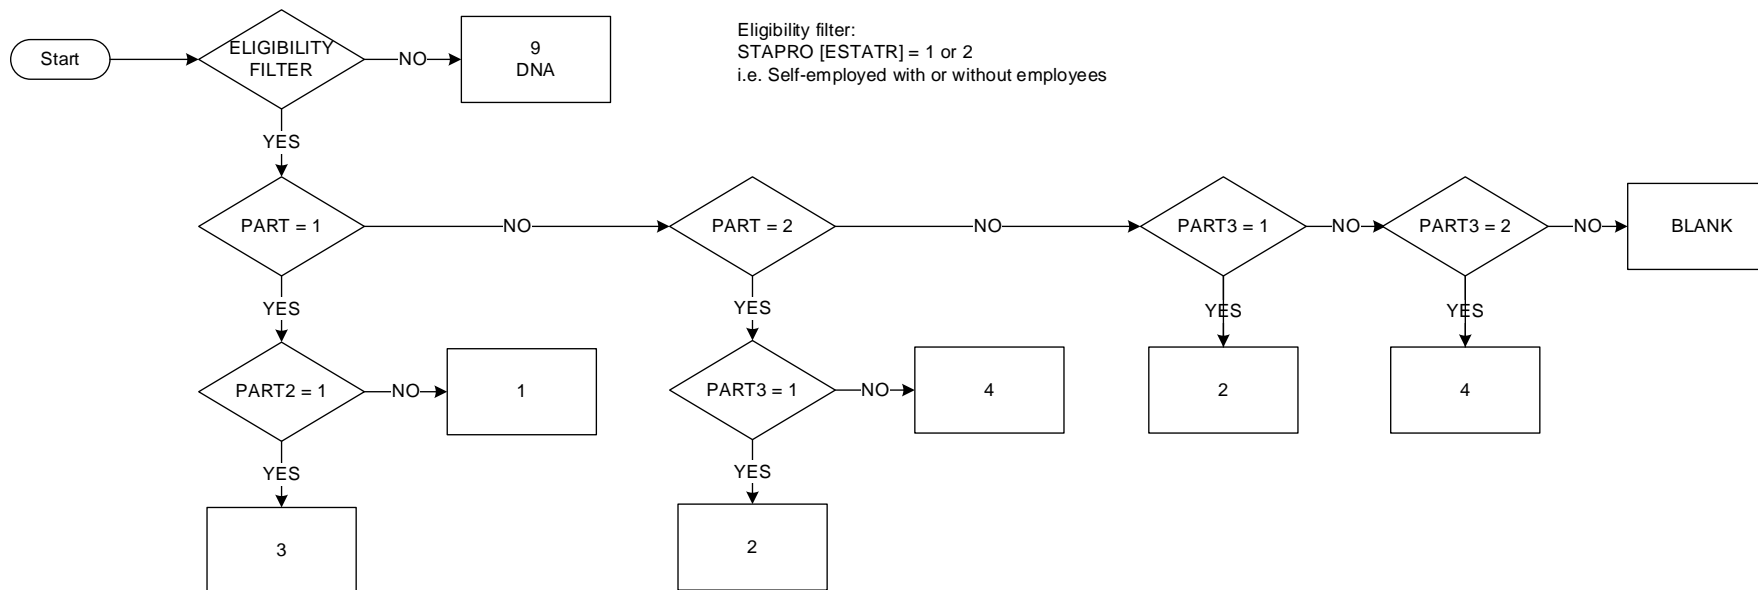 Start
ELIGIBILITY
FILTER
NO
9
DNA
Eligibility filter:
STAPRO [ESTATR] = 1 or 2
i.e. Self-employed with or without employees
YES
PART = 1
NO
PART = 2
NO
PART3 = 1
NO
PART3 = 2
NO
BLANK
YES
YES
YES
YES
PART2 = 1
NO
1
PART3 = 1
NO
4
2
4
YES
YES
3
2